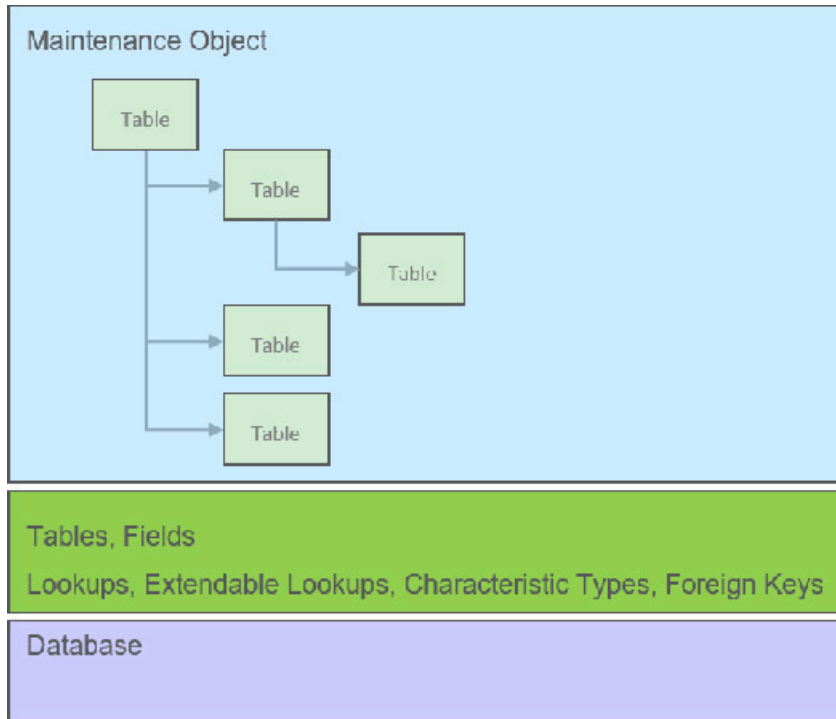 Maintenance Object
Table
Table
Table
Table
Table
Tables, Fields
Lookups, Extendable Lookups, Characteristic Types, Foreign Keys
Database